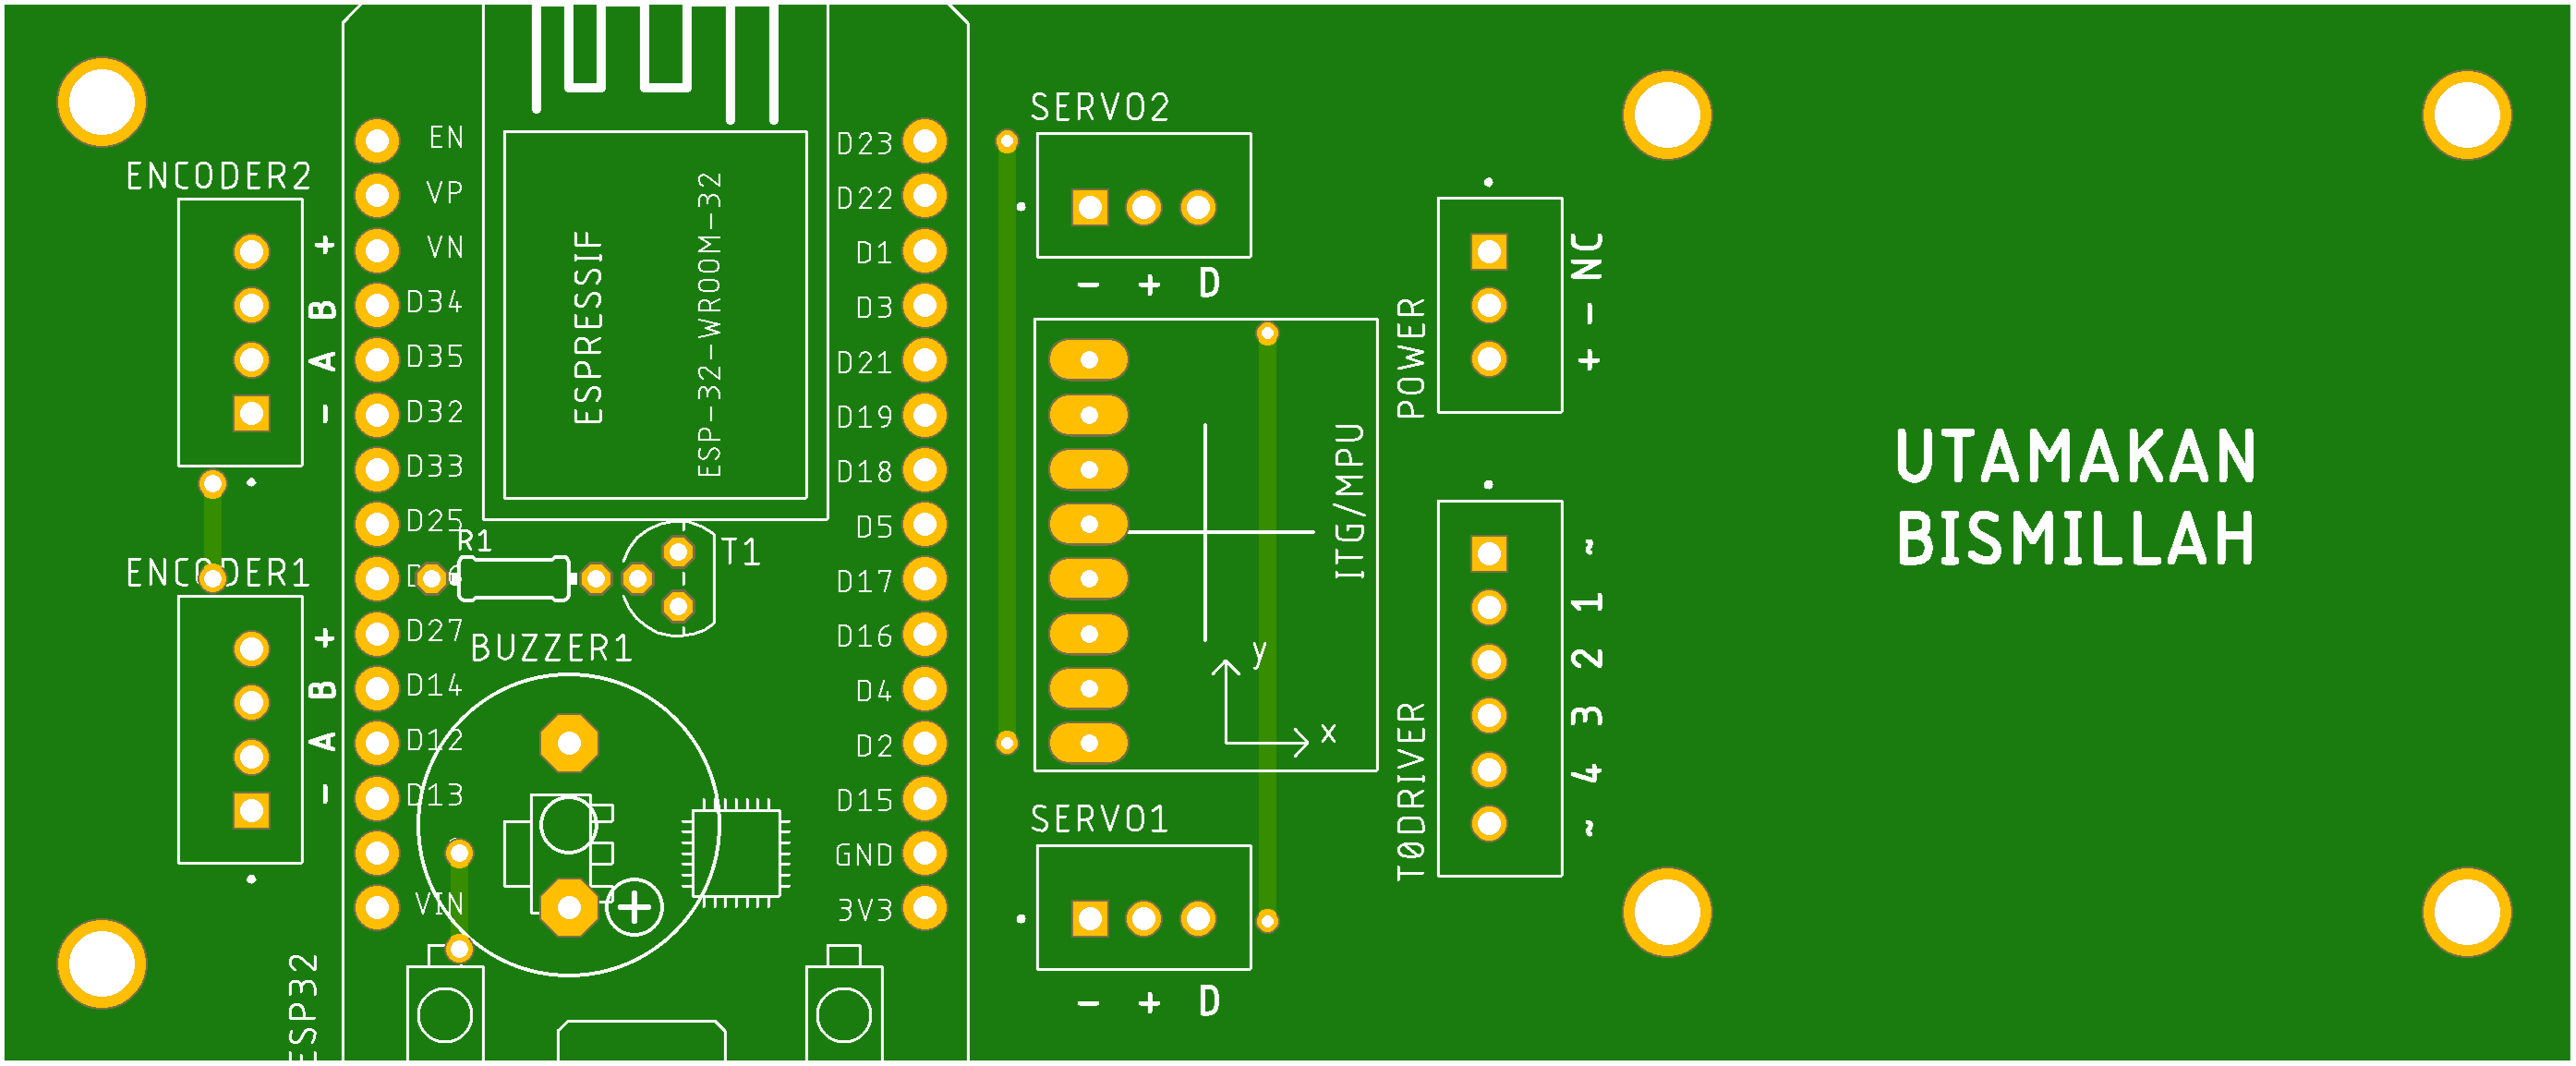 ENCODER2
+
B
A
-
ENCODER1
+
B
A
-
ESP32
EN
VP
VN
D34
D35
D32
D33
D25
D27
D14
D12
D13
VIN
ESPRESSIF
ESP-32-WROOM-32
R1
T1
BUZZER1
+
D23
D22
D1
D3
D21
D19
D18
D5
D17
D16
D4
D2
D15
GND
3V3
SERVO2
- + D
ITG/MPU
y
x
SERVO1
- + D
POWER
NC
-
+
T0DRIVER
~
1
2
3
4
~
UTAMAKAN
BISMILLAH